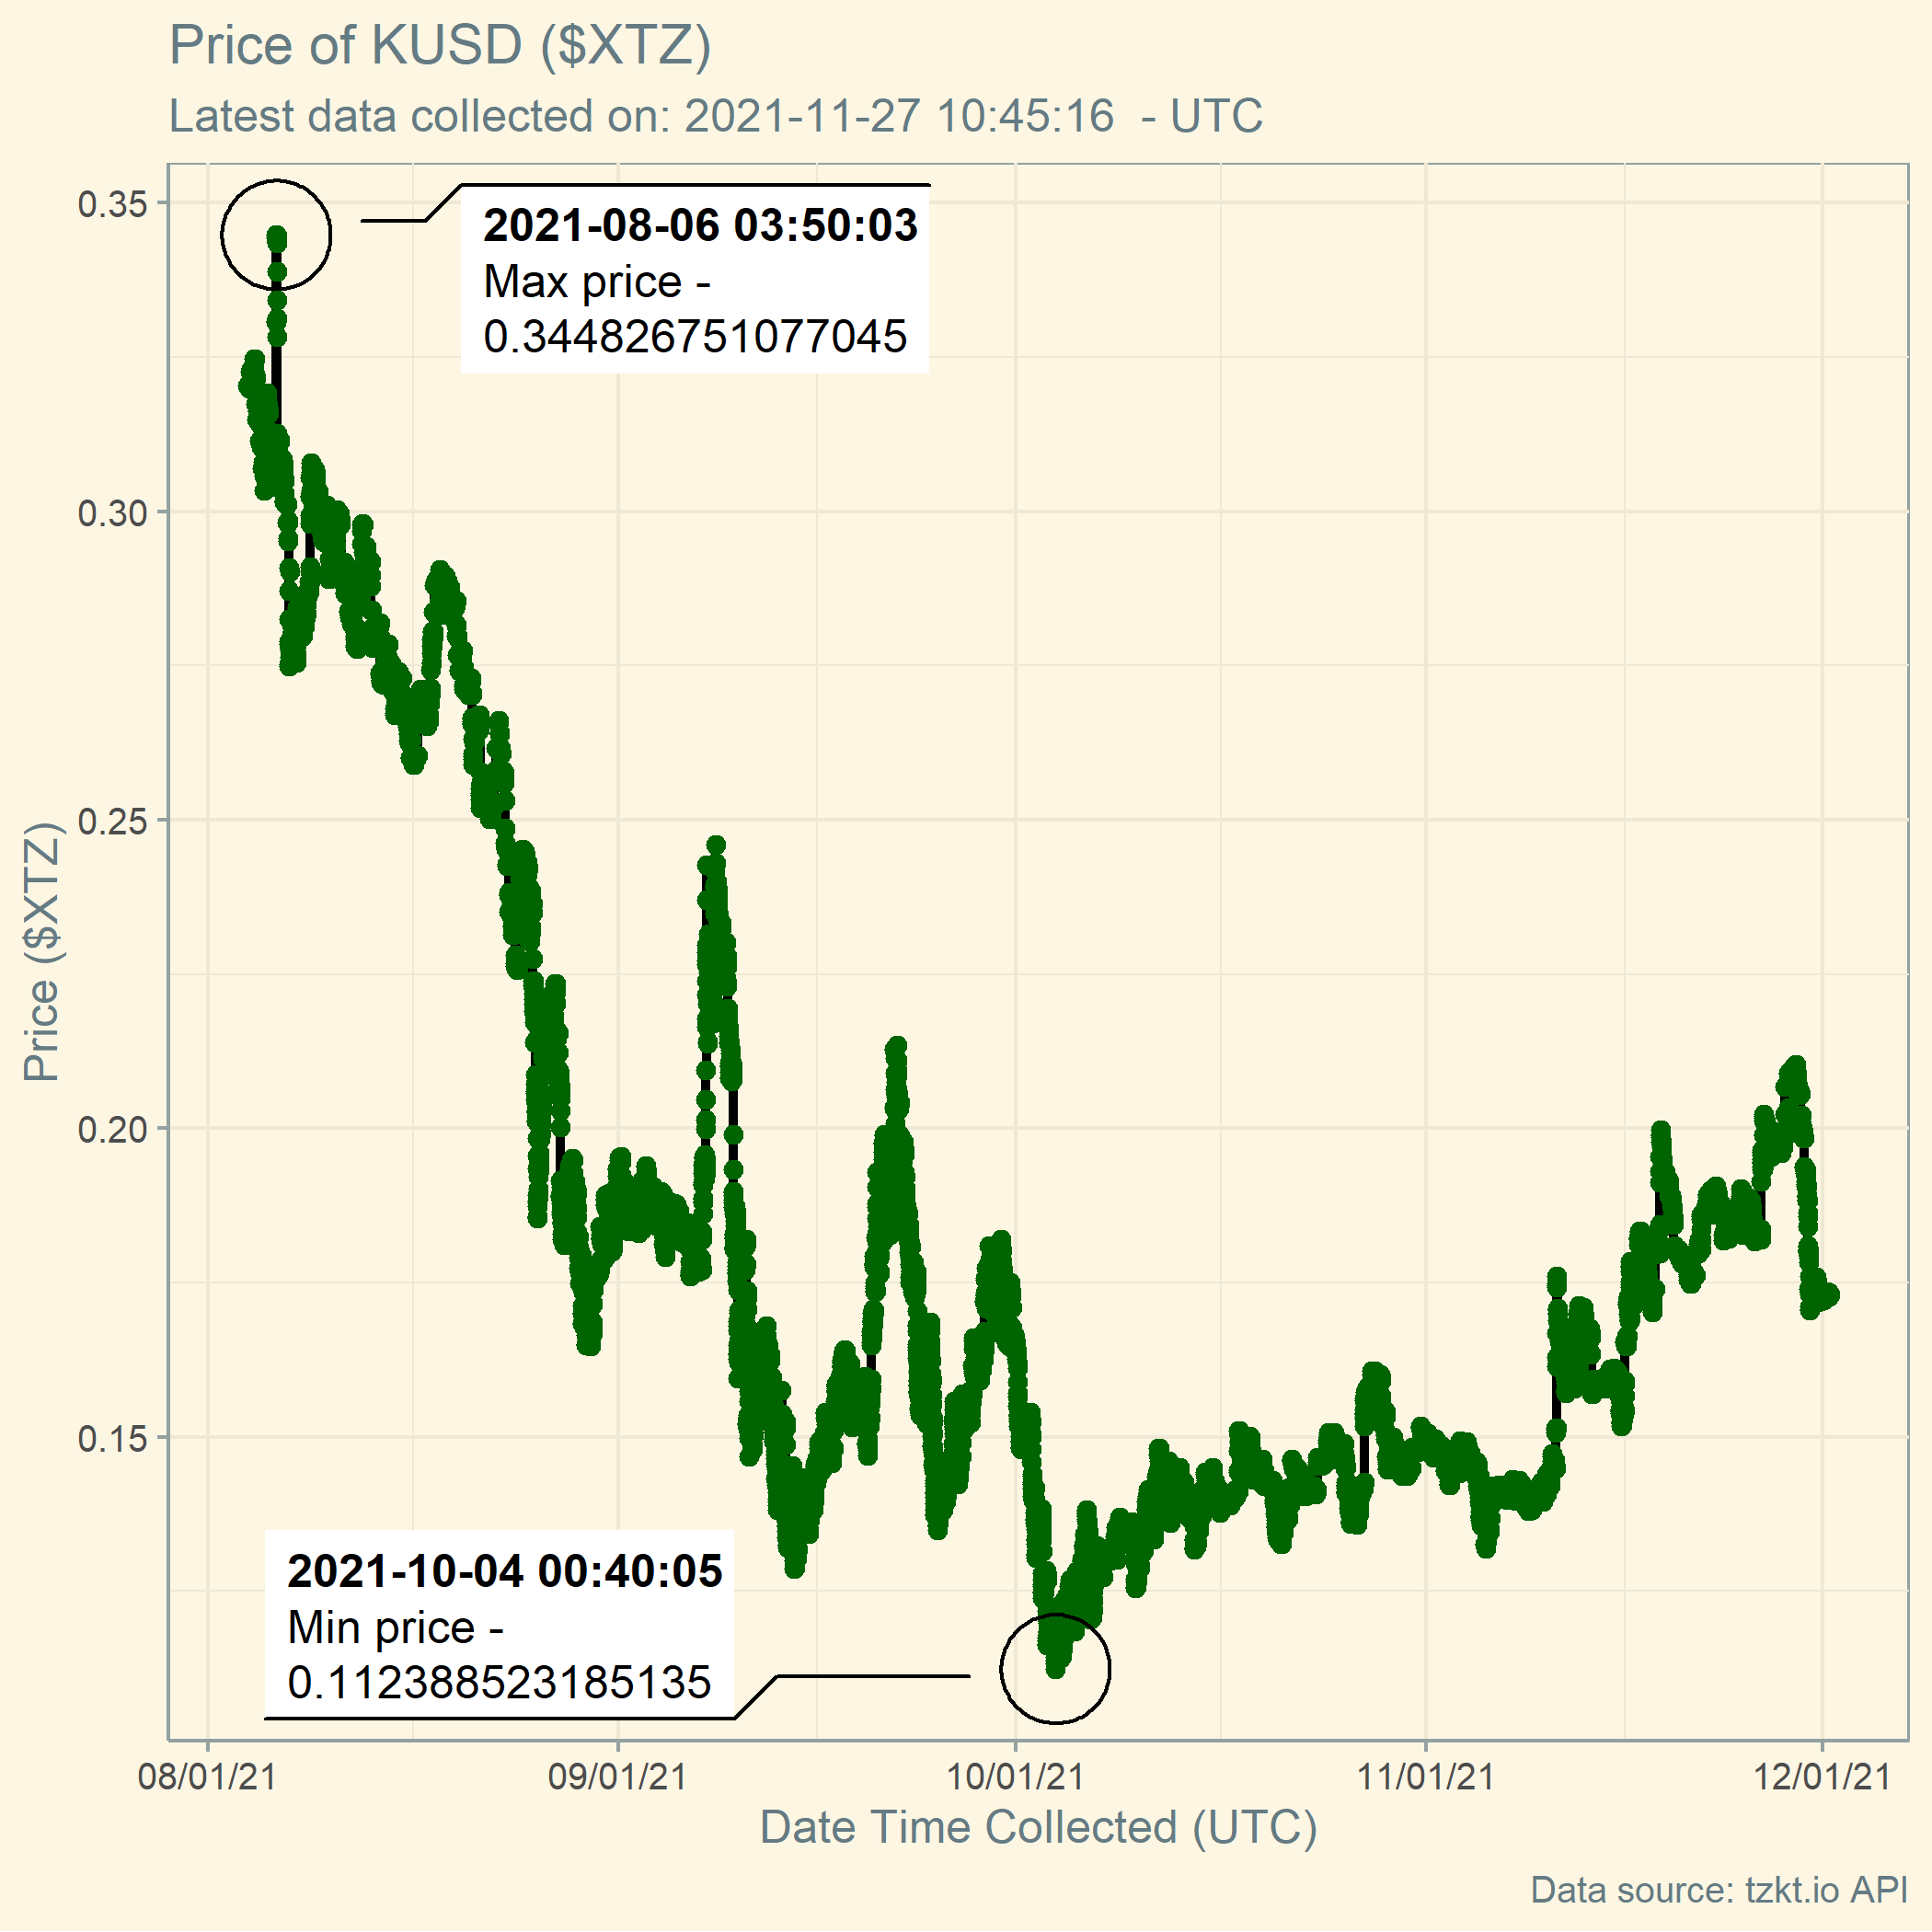 Price of KUSD ($XTZ)
Latest data collected on: 2021-11-27 10:45:16  - UTC
0.35
0.30
0.25
0.20
0.15
Price ($XTZ)
2021-08-06 03:50:03
Max price -
0.344826751077045
2021-10-04 00:40:05
Min price -
0.112388523185135
08/01/21 09/01/21 10/01/21 11/01/21 12/01/21
Date Time Collected (UTC)
Data source: tzkt.io API